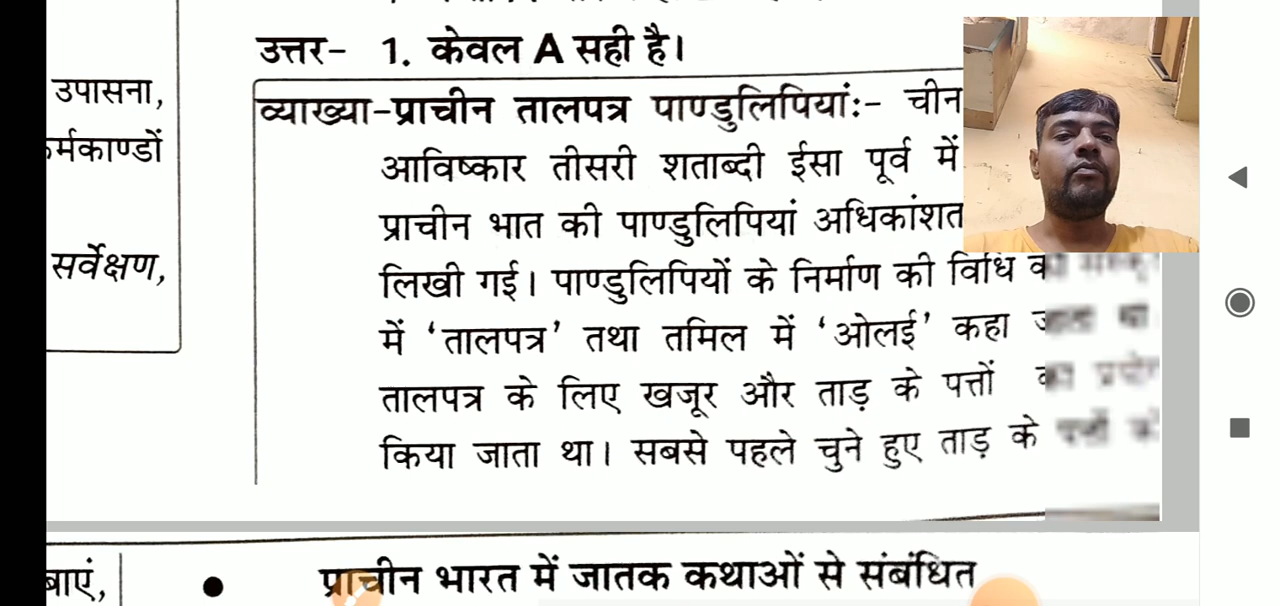 उत्तर- 1. केवल A सही है।
उपासना,
व्याख्या-प्राचीन तालपत्र पाण्डुलिपियां:- चीन
र्मकाण्डों
आविष्कार तीसरी शताब्दी ईसा पूर्व में
प्राचीन भात की पाण्डुलिपियां अधिकांशत
सर्वेक्षण,
लिखी गई। पाण्डुलिपियों के निर्माण की विधि
में ‘तालपत्र’ तथा तमिल में ‘ओलई’ कहा
तालपत्र के लिए खजूर और ताड़ के पत्तों
किया जाता था। सबसे पहले चुने हुए ताड़ के
बाएं,
• प्राचीन भारत में जातक कथाओं से संबंधित